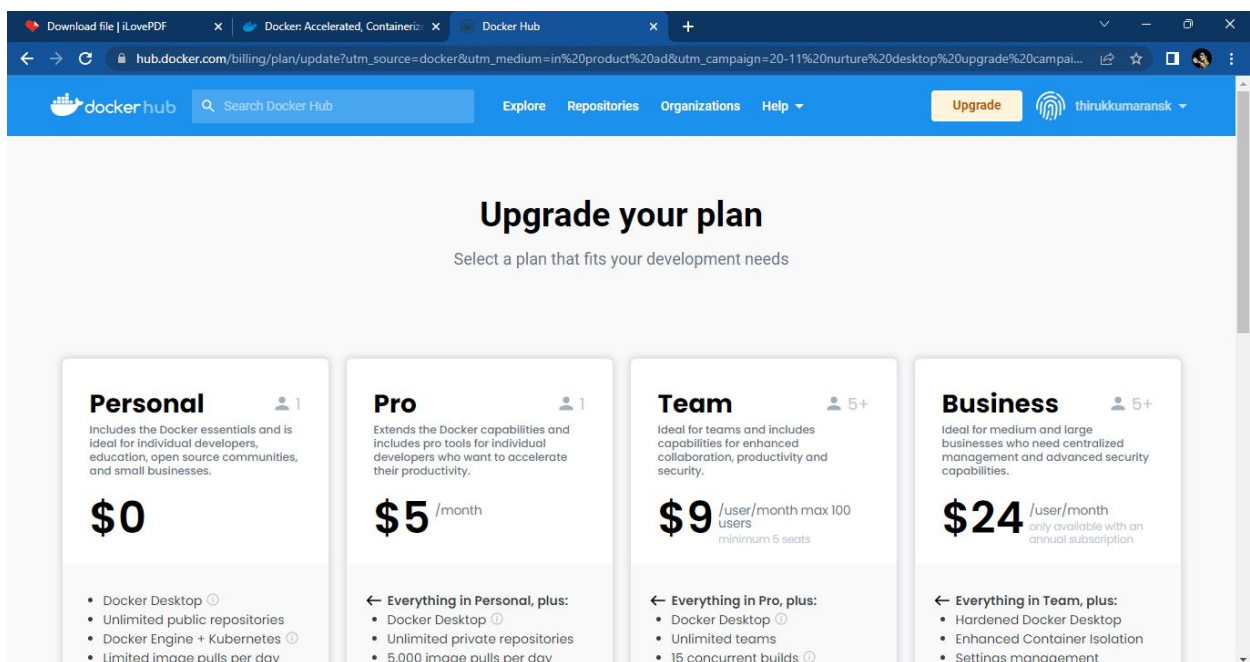 Download file | iLovePDF
Docker: Accelerated, Containeriz
Docker Hub
hub.docker.com/billing/plan/update?utm_source=docker&utm_medium=in%20product%20ad&utm_campaign=20-11%20nurture%20desktop%20upgrade%20campai...
dockerhub
Search Docker Hub
Explore
Repositories
Organizations
Help
Upgrade
thirukkumaransk
Upgrade your plan
Select a plan that fits your development needs
Personal
1
Includes the Docker essentials and is
ideal for individual developers,
education, open source communities,
and small businesses.
$0
Docker Desktop
Unlimited public repositories
Docker Engine + Kubernetes
Limited image pulls per day
Pro
1
Extends the Docker capabilities and
includes pro tools for individual
developers who want to accelerate
their productivity.
$5 /month
Everything in Personal, plus:
Docker Desktop
Unlimited private repositories
5,000 image pulls per day
Team
5+
Ideal for teams and includes
capabilities for enhanced
collaboration, productivity and
security.
$9 /user/month max 100
users
minimum 5 seats
Everything in Pro, plus:
Docker Desktop
Unlimited teams
15 concurrent builds
Business
5+
Ideal for medium and large
businesses who need centralized
management and advanced security
capabilities.
$24 /user/month
only available with an
annual subscription
Everything in Team, plus:
Hardened Docker Desktop
Enhanced Container Isolation
Settings management